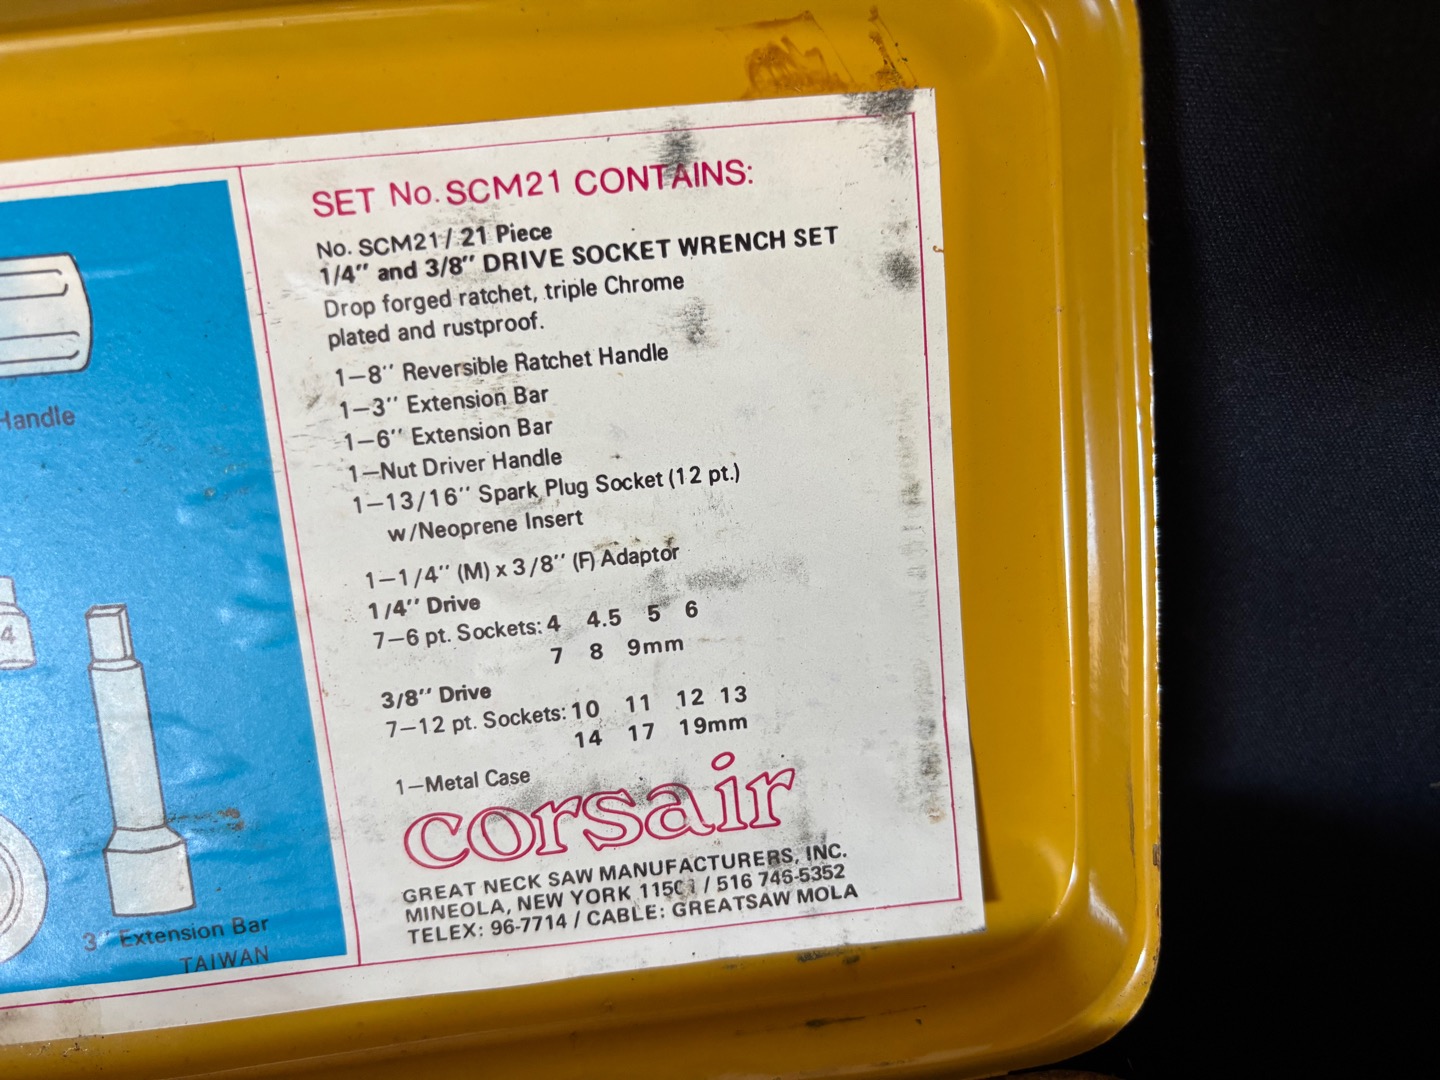 Handle
4
3" Extension Bar
TAIWAN
SET No. SCM21 CONTAINS:
No. SCM21/ 21 Piece
1/4" and 3/8" DRIVE SOCKET WRENCH SET
Drop forged ratchet, triple Chrome
plated and rustproof.
1—8" Reversible Ratchet Handle
1—3" Extension Bar
1—6" Extension Bar
1—Nut Driver Handle
1—13/16" Spark Plug Socket (12 pt.)
w/Neoprene Insert
1—1/4" (M) x 3/8" (F) Adaptor
1/4" Drive
7—6 pt. Sockets: 4 4.5 5 6
7 8 9mm
3/8" Drive
7—12 pt. Sockets: 10 11 12 13
14 17 19mm
1—Metal Case
corsair
GREAT NECK SAW MANUFACTURERS, INC.
MINEOLA, NEW YORK 11501 / 516 746-5352
TELEX: 96-7714 / CABLE: GREATSAW MOLA